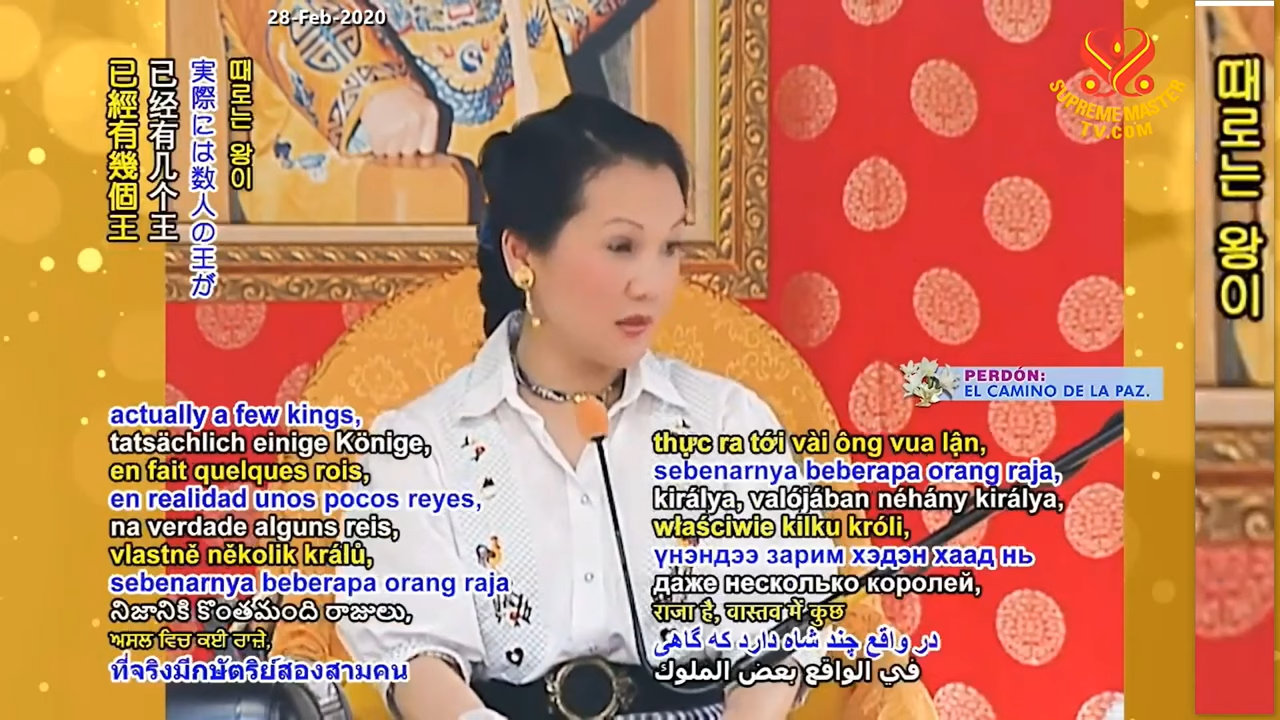 28-Feb-2020
SUPREME MASTER
TV.COM
때로는 왕이
実際には数人の王が
已经有几个王
已經有幾個王
때로는 왕이
PERDÓN:
EL CAMINO DE LA PAZ.
actually a few kings,
tatsächlich einige Könige,
en fait quelques rois,
en realidad unos pocos reyes,
na verdade alguns reis,
vlastně několik králů,
sebenarnya beberapa orang raja
నిజానికి కొంతమంది రాజులు,
ਅਸਲ ਵਿਚ ਕਈ ਰਾਜੇ,
ที่จริงมีกษัตริย์สองสามคน
thực ra tới vài ông vua lận,
sebenarnya beberapa orang raja,
királya, valójában néhány királya,
właściwie kilku króli,
үнэндээ зарим хэдэн хаад нь
даже несколько королей,
राजा है, वास्तव में कुछ
در واقع چند شاه دارد که گاهی
في الواقع بعض الملوك